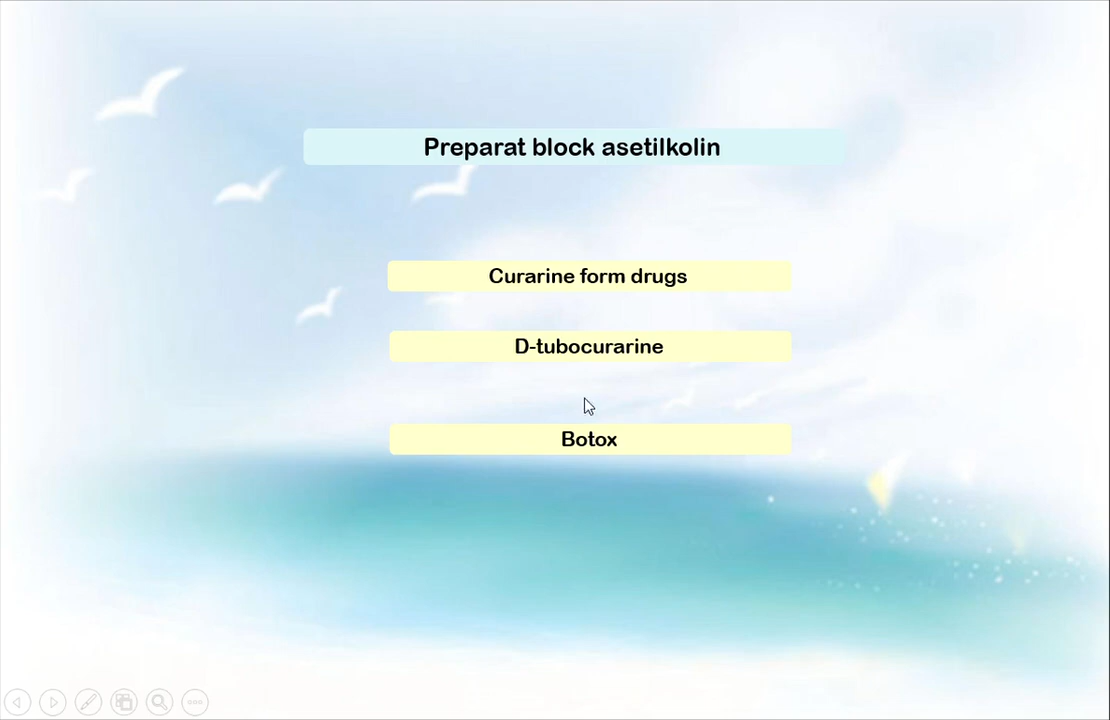 Preparat block asetilkolin
Curarine form drugs
D-tubocurarine
Botox